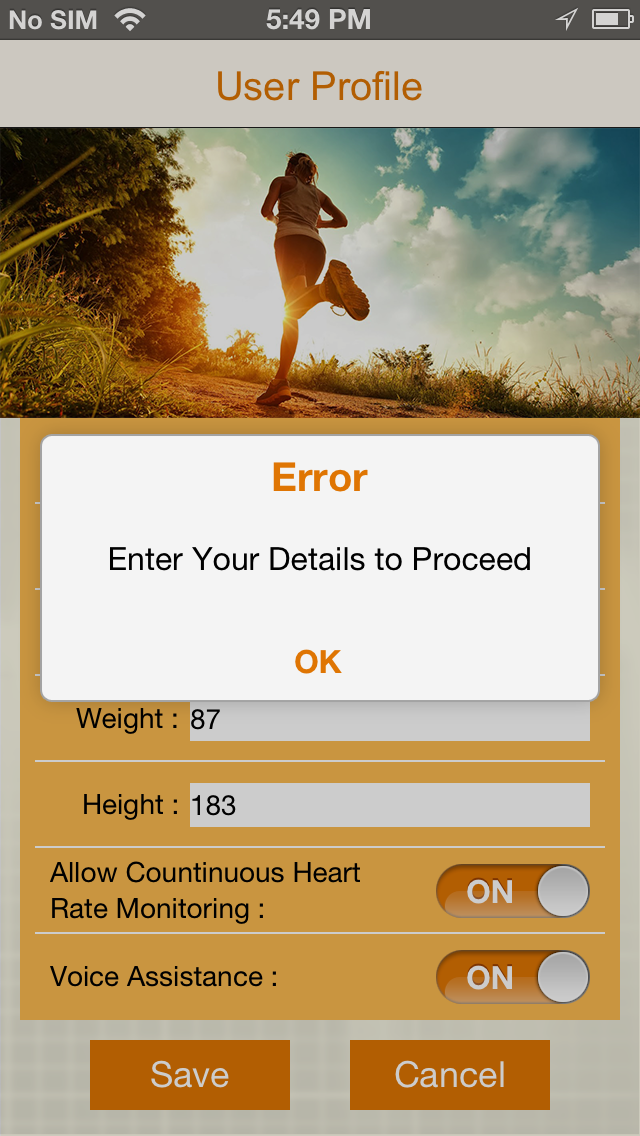 No SIM 5:49 PM
User Profile
Error
Enter Your Details to Proceed
OK
Weight : 87
Height : 183
Allow Countinuous Heart
Rate Monitoring : ON
Voice Assistance : ON
Save Cancel